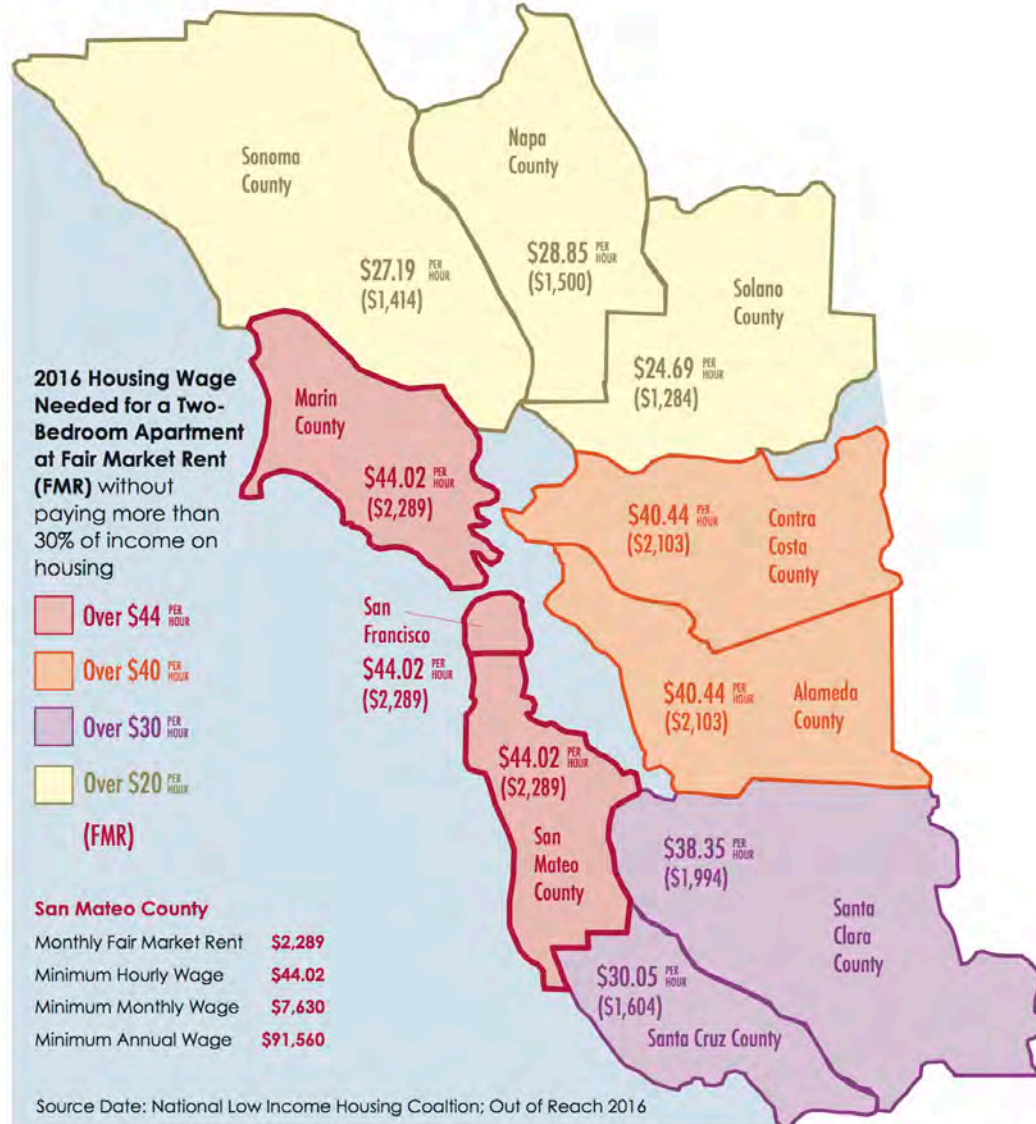 Sonoma
County
$27.19 PER HOUR
($1,414)
Napa
County
$28.85 PER HOUR
($1,500)
Solano
County
$24.69 PER HOUR
($1,284)
2016 Housing Wage
Needed for a Two-
Bedroom Apartment
at Fair Market Rent
(FMR) without
paying more than
30% of income on
housing
Over $44 PER HOUR
Over $40 PER HOUR
Over $30 PER HOUR
Over $20 PER HOUR
(FMR)
Marin
County
$44.02 PER HOUR
($2,289)
$40.44 PER HOUR
($2,103)
Contra
Costa
County
San
Francisco
$44.02 PER HOUR
($2,289)
$40.44 PER HOUR
($2,103)
Alameda
County
$44.02 PER HOUR
($2,289)
San
Mateo
County
$38.35 PER HOUR
($1,994)
Santa
Clara
County
$30.05 PER HOUR
($1,604)
Santa Cruz County
San Mateo County
Monthly Fair Market Rent $2,289
Minimum Hourly Wage $44.02
Minimum Monthly Wage $7,630
Minimum Annual Wage $91,560
Source Date: National Low Income Housing Coaltion; Out of Reach 2016